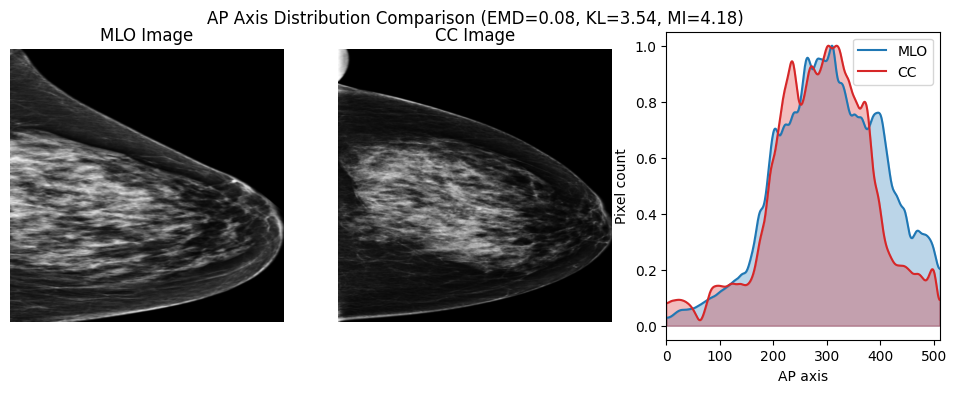 AP Axis Distribution Comparison (EMD=0.08, KL=3.54, MI=4.18)
MLO Image
CC Image
MLO
CC
Pixel count
1.0
0.8
0.6
0.4
0.2
0.0
0 100 200 300 400 500
AP axis